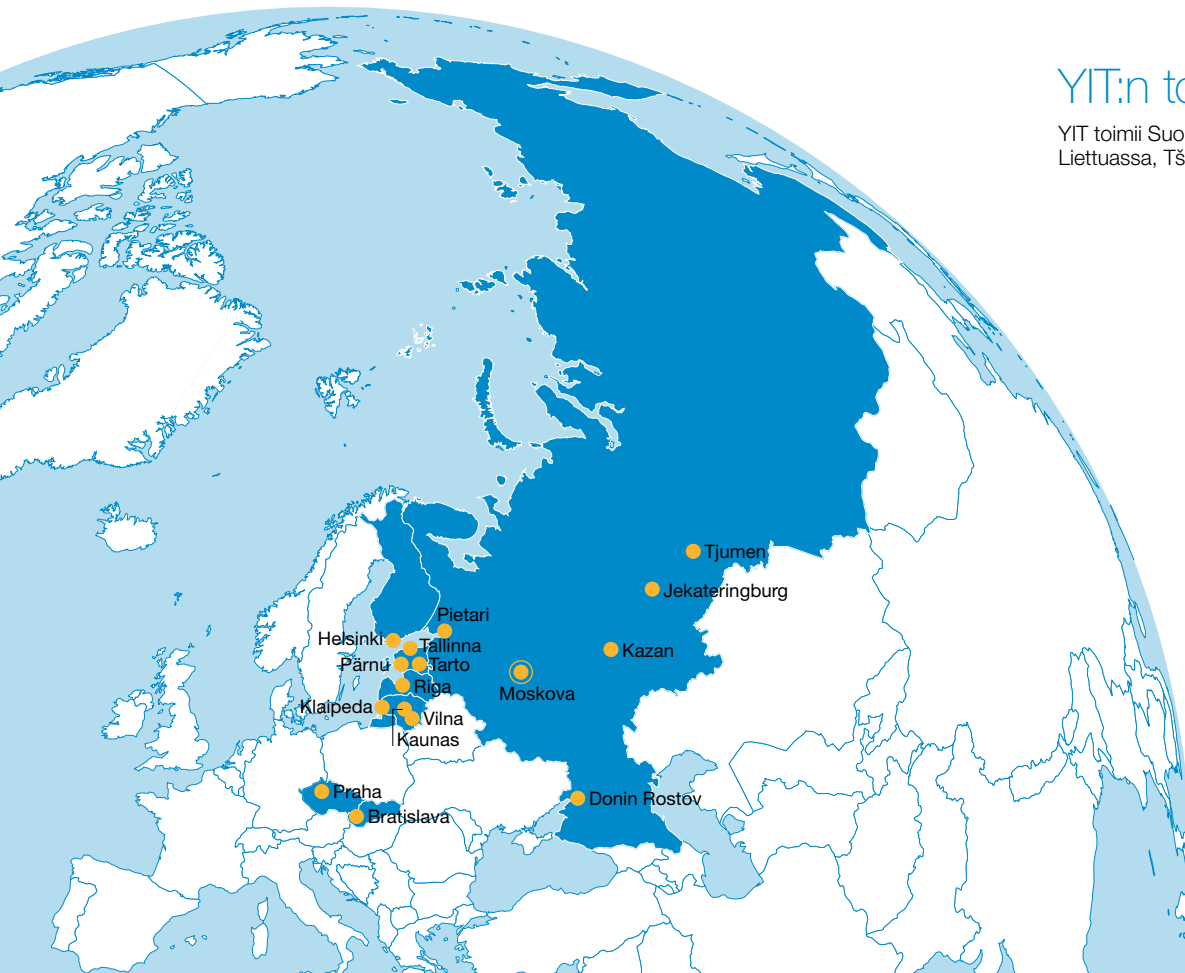 YIT:n to
YIT toimii Suo
Liettuassa, Tš
Tjumen
Jekateringburg
Pietari
Helsinki
Tallinna
Kazan
Pärnu
Tarto
Riga
Moskova
Klaipeda
Vilna
Kaunas
Praha
Donin Rostov
Bratislava